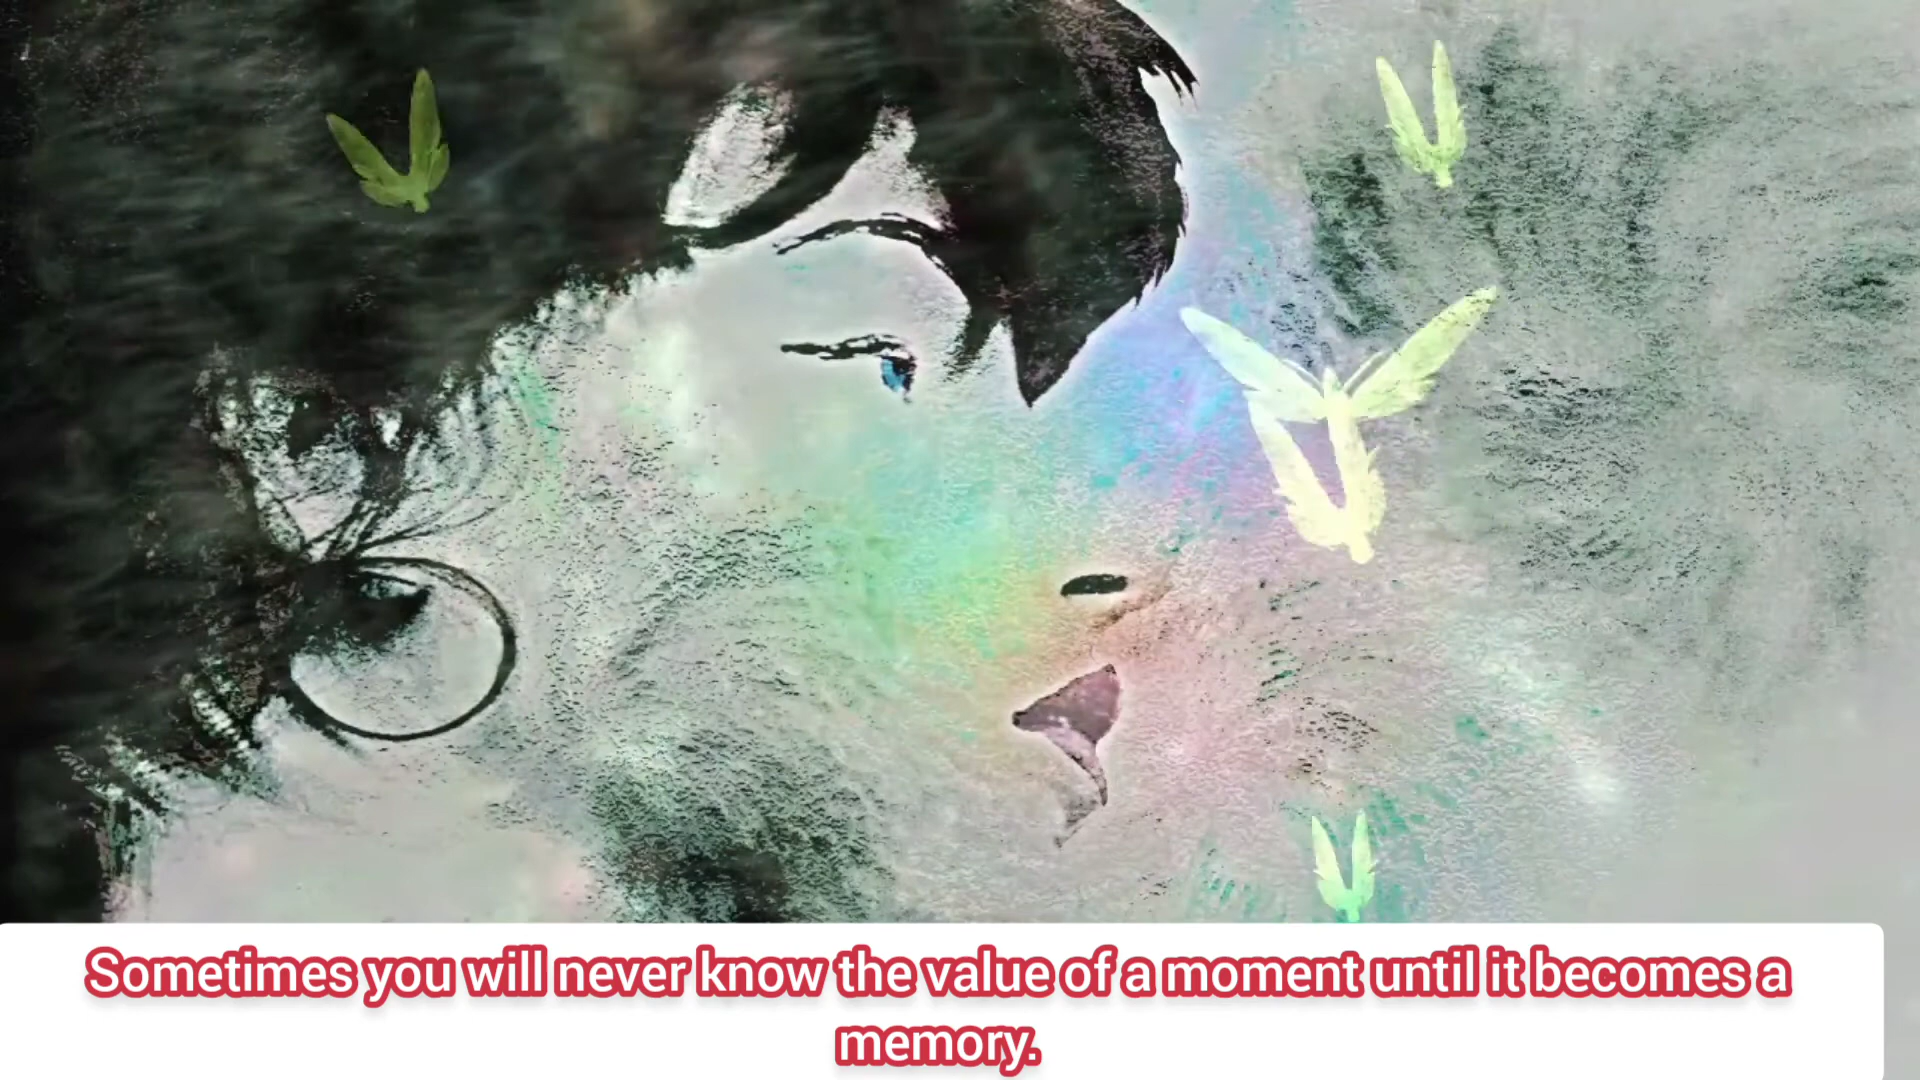 Sometimes you will never know the value of a moment until it becomes a
memory.